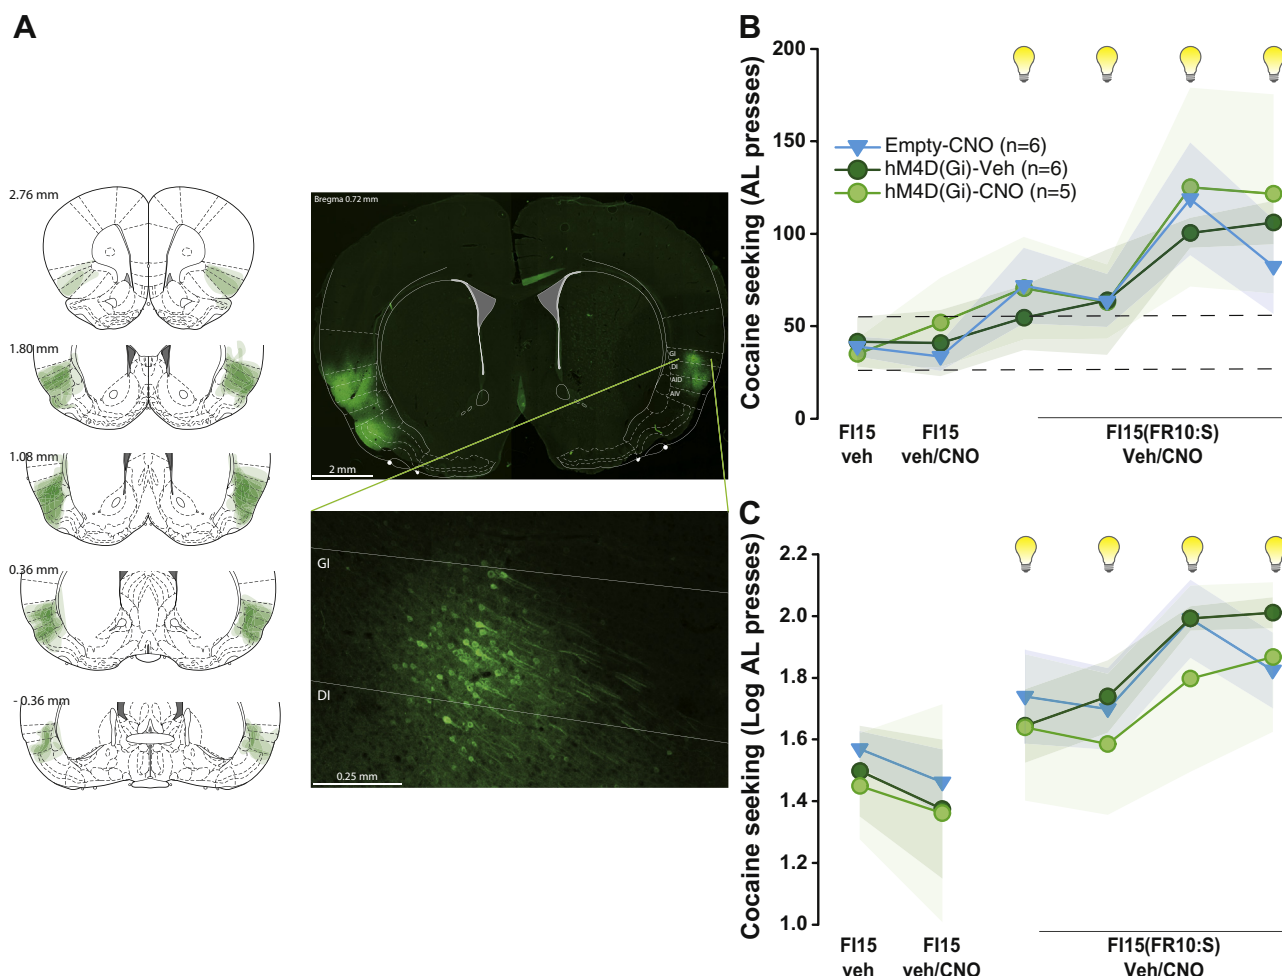 A
2.76 mm
1.80 mm
1.08 mm
0.36 mm
- 0.36 mm
Bregma 0.72 mm
GI
DI
AID
AIV
2 mm
GI
DI
0.25 mm
B
Cocaine seeking (AL presses)
200
150
100
50
0
Empty-CNO (n=6)
hM4D(Gi)-Veh (n=6)
hM4D(Gi)-CNO (n=5)
FI15
veh
FI15
veh/CNO
FI15(FR10:S)
Veh/CNO
C
Cocaine seeking (Log AL presses)
2.2
2.0
1.8
1.6
1.4
1.2
1.0
FI15
veh
FI15
veh/CNO
FI15(FR10:S)
Veh/CNO